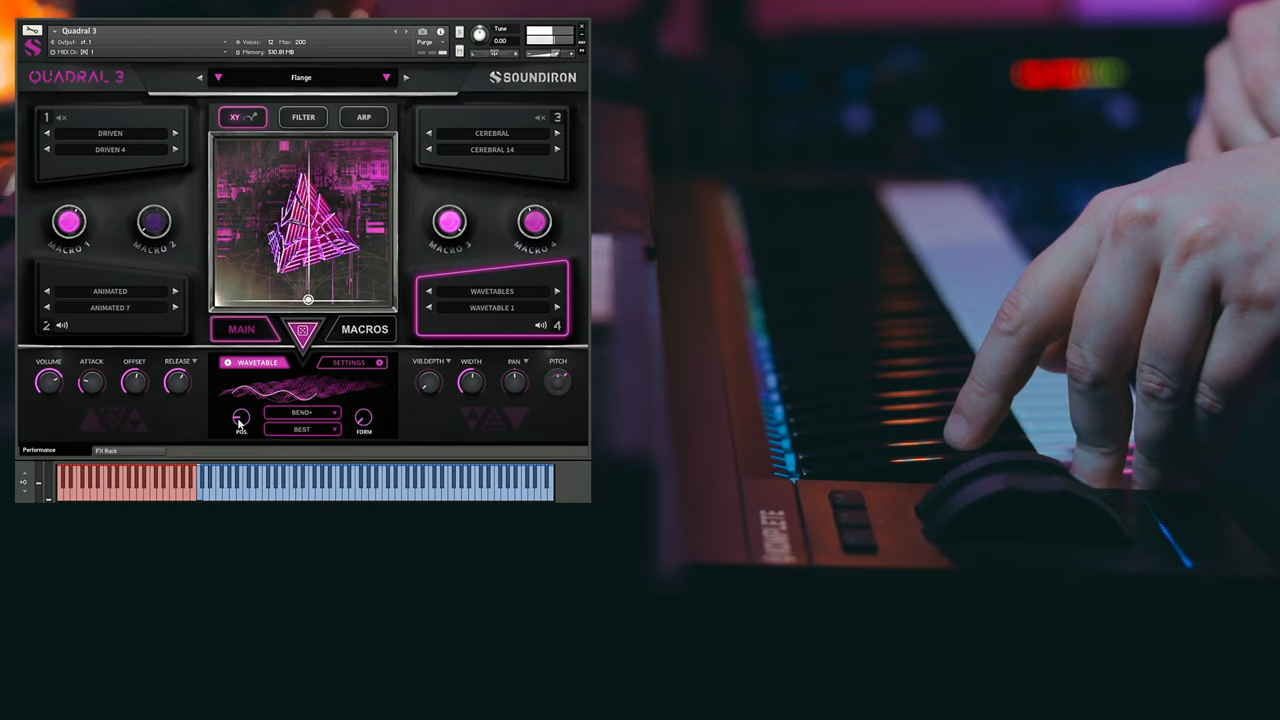 Quadral 3
Output: st. 1
Voices: 12 Max: 200
Purge
MIDI Ch: [A] 1
Memory: 510.81 MB
S
M
Tune
0.00
L
R
QUADRAL 3
Flange
SOUNDIRON
1
DRIVEN
DRIVEN 4
XY
FILTER
ARP
3
CEREBRAL
CEREBRAL 14
MACRO 1
MACRO 2
MACRO 3
MACRO 4
ANIMATED
ANIMATED 7
2
WAVETABLES
WAVETABLE 1
4
MAIN
MACROS
VOLUME
ATTACK
OFFSET
RELEASE
WAVETABLE
SETTINGS
VIB.DEPTH
WIDTH
PAN
PITCH
BEND+
BEST
POS.
FORM
Performance
FX Rack
+0
KOMPLETE